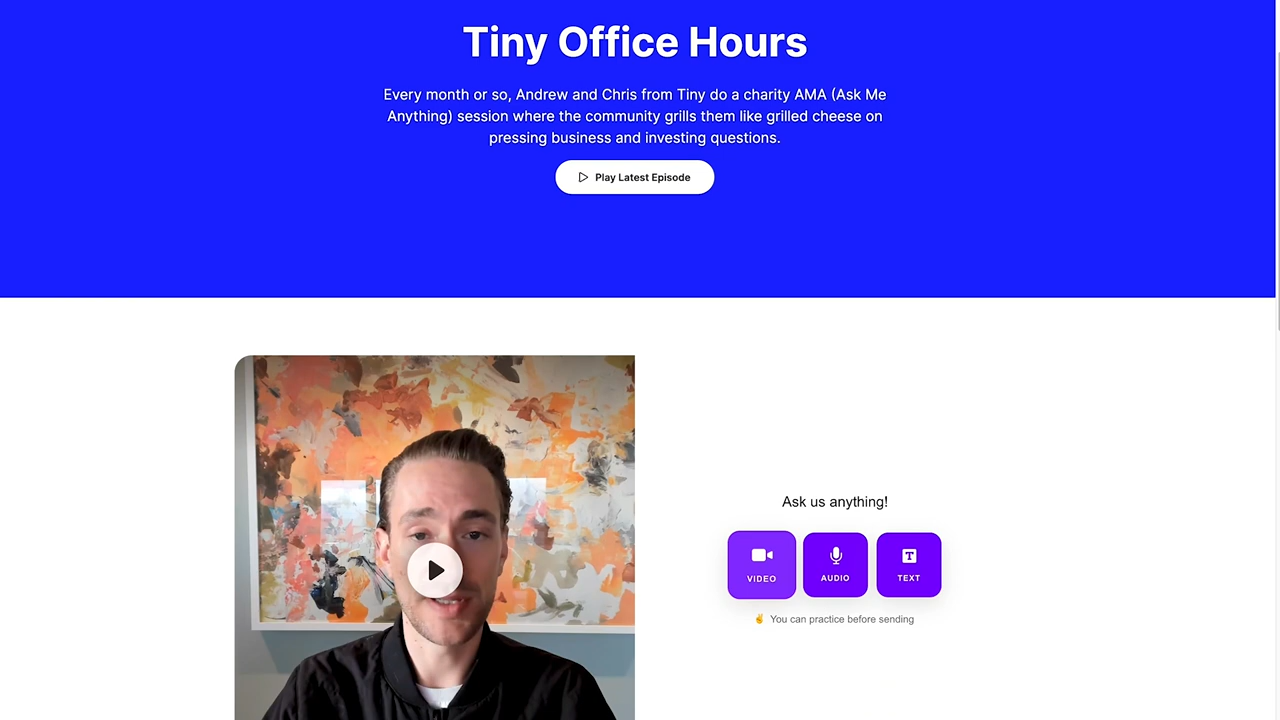 Tiny Office Hours
Every month or so, Andrew and Chris from Tiny do a charity AMA (Ask Me
Anything) session where the community grills them like grilled cheese on
pressing business and investing questions.
Play Latest Episode
Ask us anything!
VIDEO
AUDIO
T
TEXT
✌️ You can practice before sending